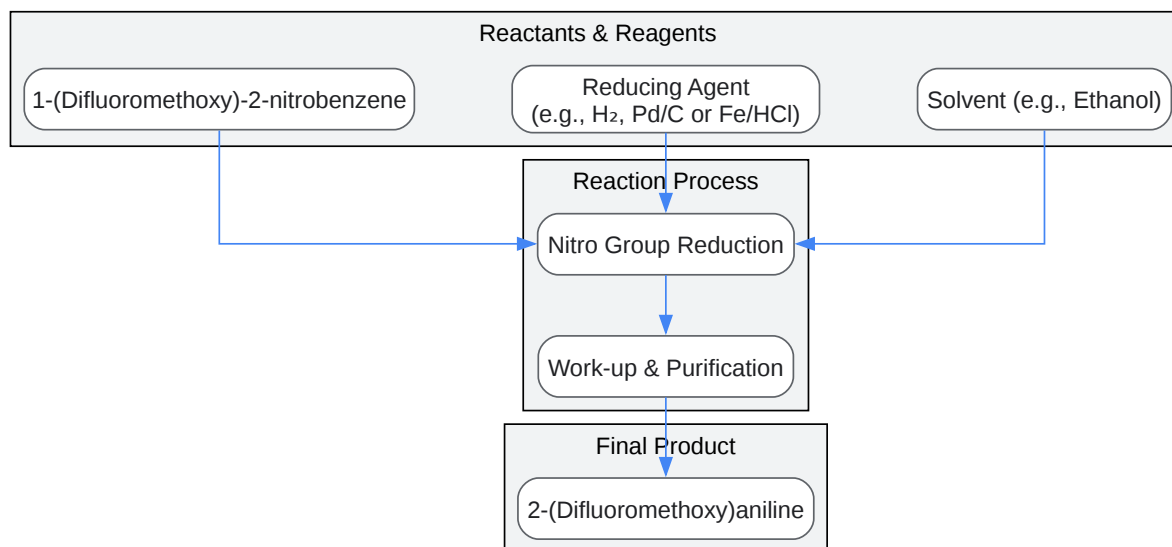 Reactants & Reagents
1-(Difluoromethoxy)-2-nitrobenzene
Reducing Agent
(e.g., H₂, Pd/C or Fe/HCl)
Solvent (e.g., Ethanol)
Reaction Process
Nitro Group Reduction
Work-up & Purification
Final Product
2-(Difluoromethoxy)aniline